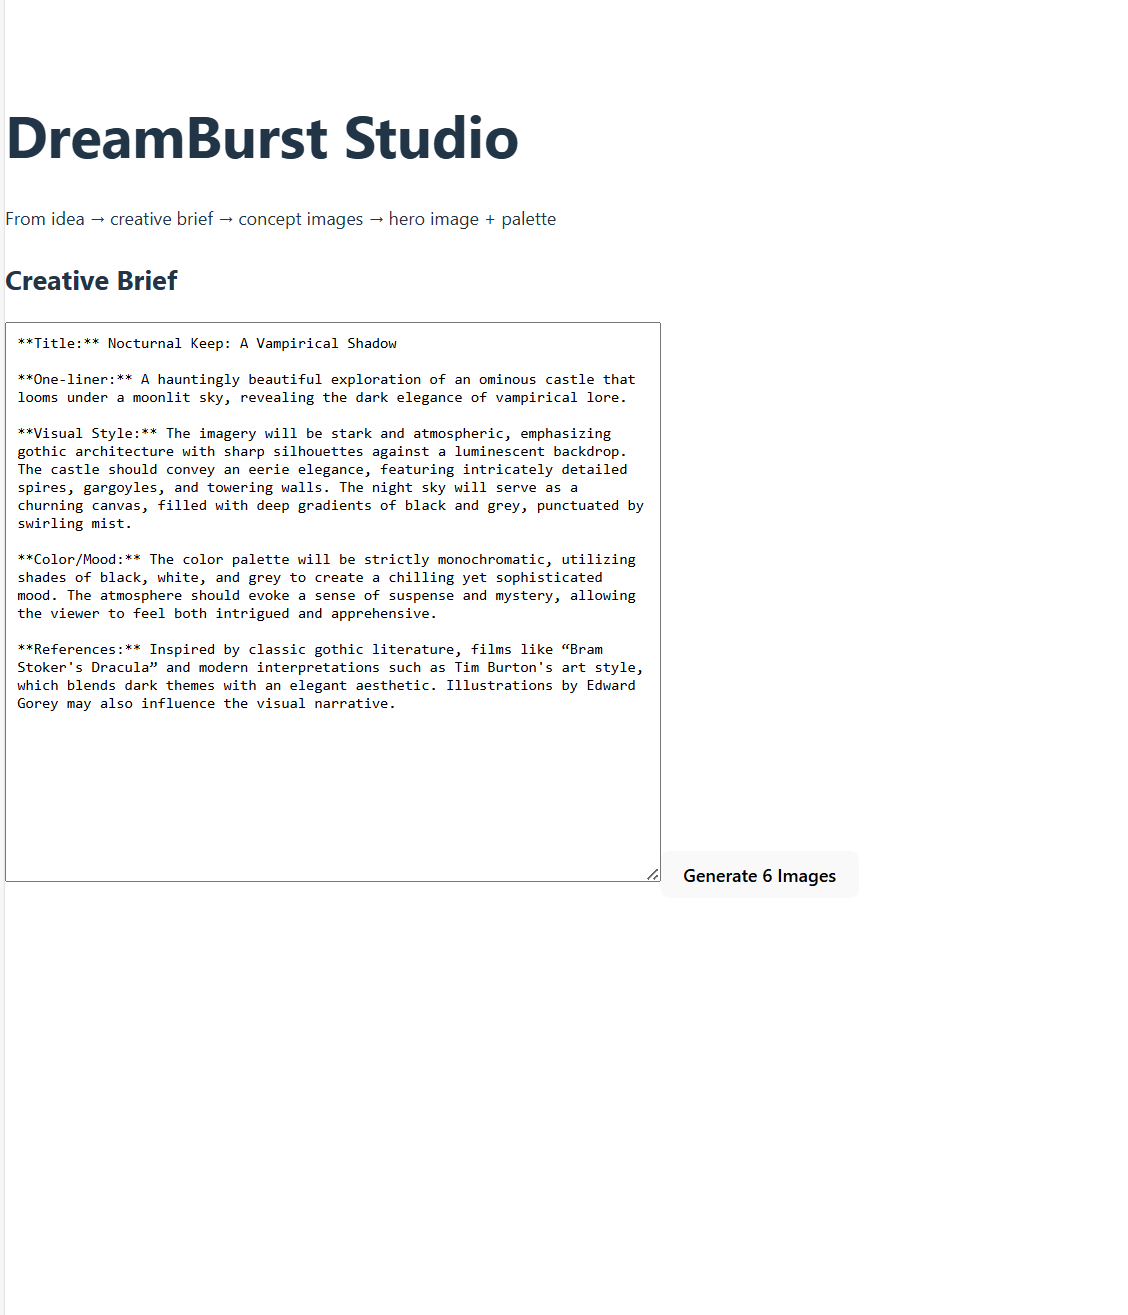 DreamBurst Studio
From idea → creative brief → concept images → hero image + palette
Creative Brief
**Title:** Nocturnal Keep: A Vampirical Shadow
**One-liner:** A hauntingly beautiful exploration of an ominous castle that
looms under a moonlit sky, revealing the dark elegance of vampirical lore.
**Visual Style:** The imagery will be stark and atmospheric, emphasizing
gothic architecture with sharp silhouettes against a luminescent backdrop.
The castle should convey an eerie elegance, featuring intricately detailed
spires, gargoyles, and towering walls. The night sky will serve as a
churning canvas, filled with deep gradients of black and grey, punctuated by
swirling mist.
**Color/Mood:** The color palette will be strictly monochromatic, utilizing
shades of black, white, and grey to create a chilling yet sophisticated
mood. The atmosphere should evoke a sense of suspense and mystery, allowing
the viewer to feel both intrigued and apprehensive.
**References:** Inspired by classic gothic literature, films like “Bram
Stoker's Dracula” and modern interpretations such as Tim Burton's art style,
which blends dark themes with an elegant aesthetic. Illustrations by Edward
Gorey may also influence the visual narrative.
Generate 6 Images